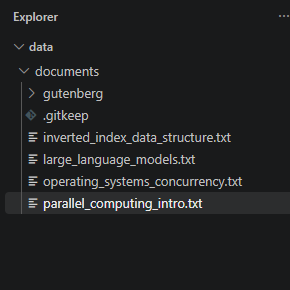 Explorer
data
documents
gutenberg
.gitkeep
inverted_index_data_structure.txt
large_language_models.txt
operating_systems_concurrency.txt
parallel_computing_intro.txt